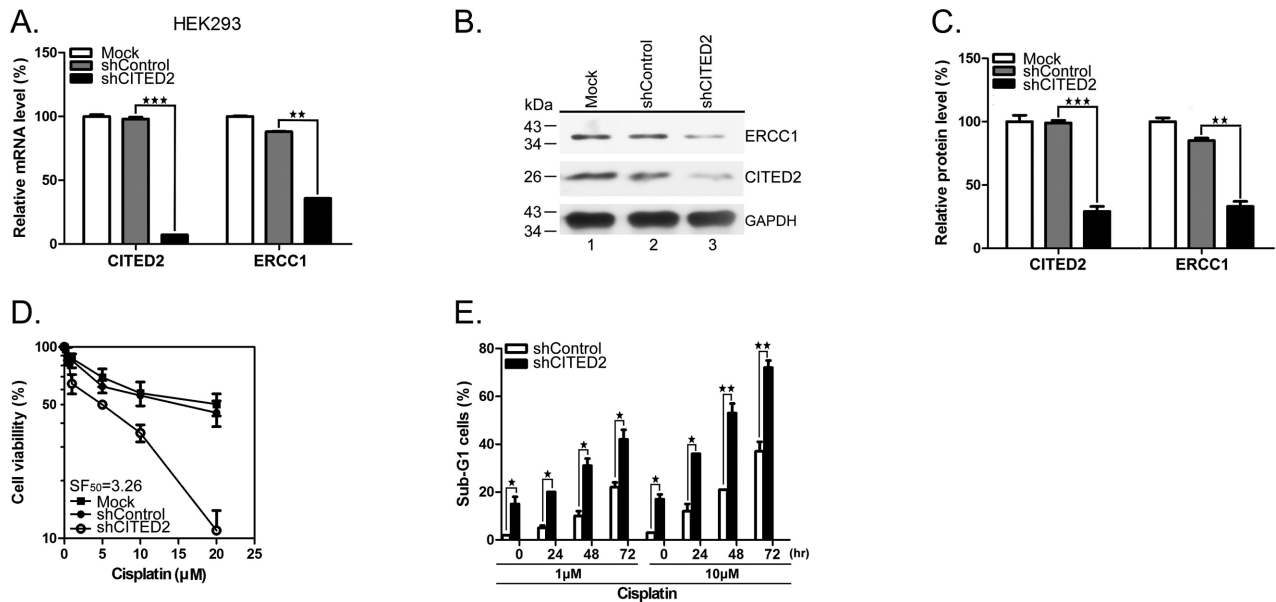 A.
HEK293
Mock
shControl
shCITED2
Relative mRNA level (%)
150
100
50
0
★★★
★★
CITED2
ERCC1
B.
Mock
shControl
shCITED2
kDa
43
34
ERCC1
26
CITED2
43
34
GAPDH
1 2 3
C.
Mock
shControl
shCITED2
Relative protein level (%)
150
100
50
0
★★★
★★
CITED2
ERCC1
D.
Cell viabillity (%)
100
50
10
SF50=3.26
Mock
shControl
shCITED2
0 5 10 15 20 25
Cisplatin (µM)
E.
shControl
shCITED2
Sub-G1 cells (%)
80
60
40
20
0
★ ★ ★ ★ ★ ★ ★★ ★★
0 24 48 72 0 24 48 72 (hr)
1µM 10µM
Cisplatin